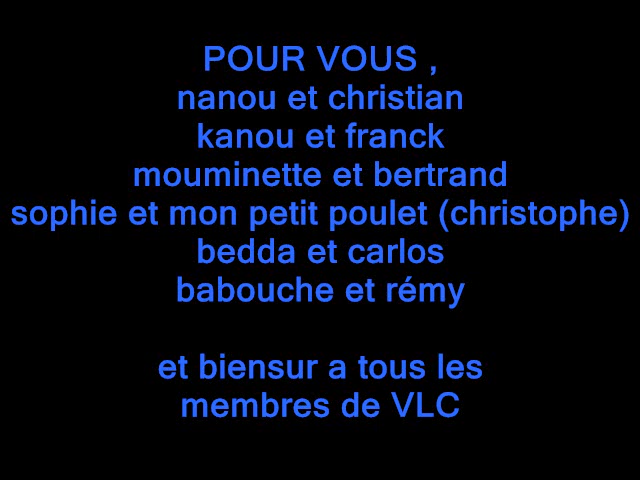 POUR VOUS ,
nanou et christian
kanou et franck
mouminette et bertrand
sophie et mon petit poulet (christophe)
bedda et carlos
babouche et rémy
et biensur a tous les
membres de VLC